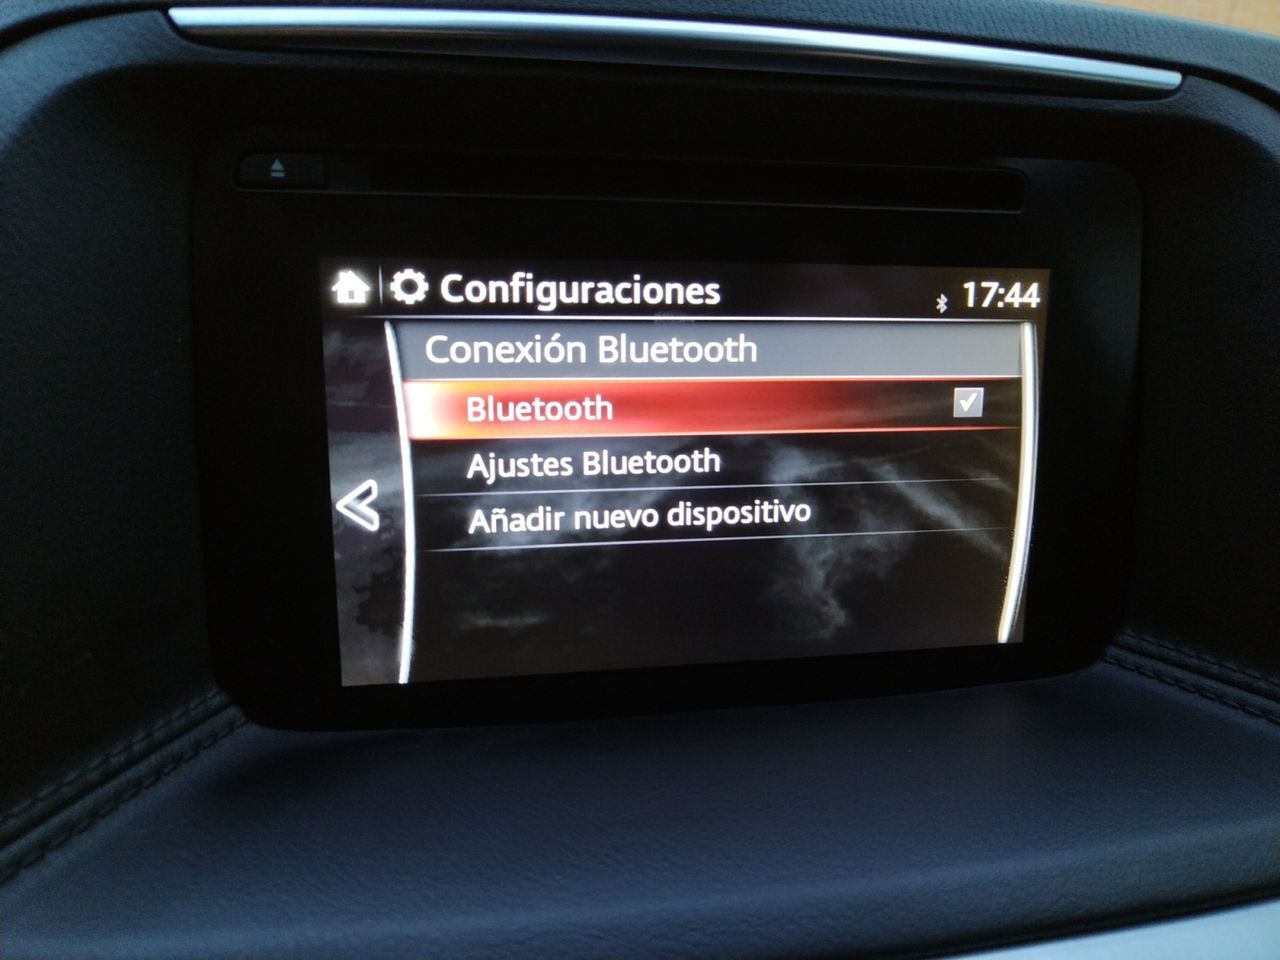 Configuraciones 17:44
Conexión Bluetooth
Bluetooth
Ajustes Bluetooth
Añadir nuevo dispositivo